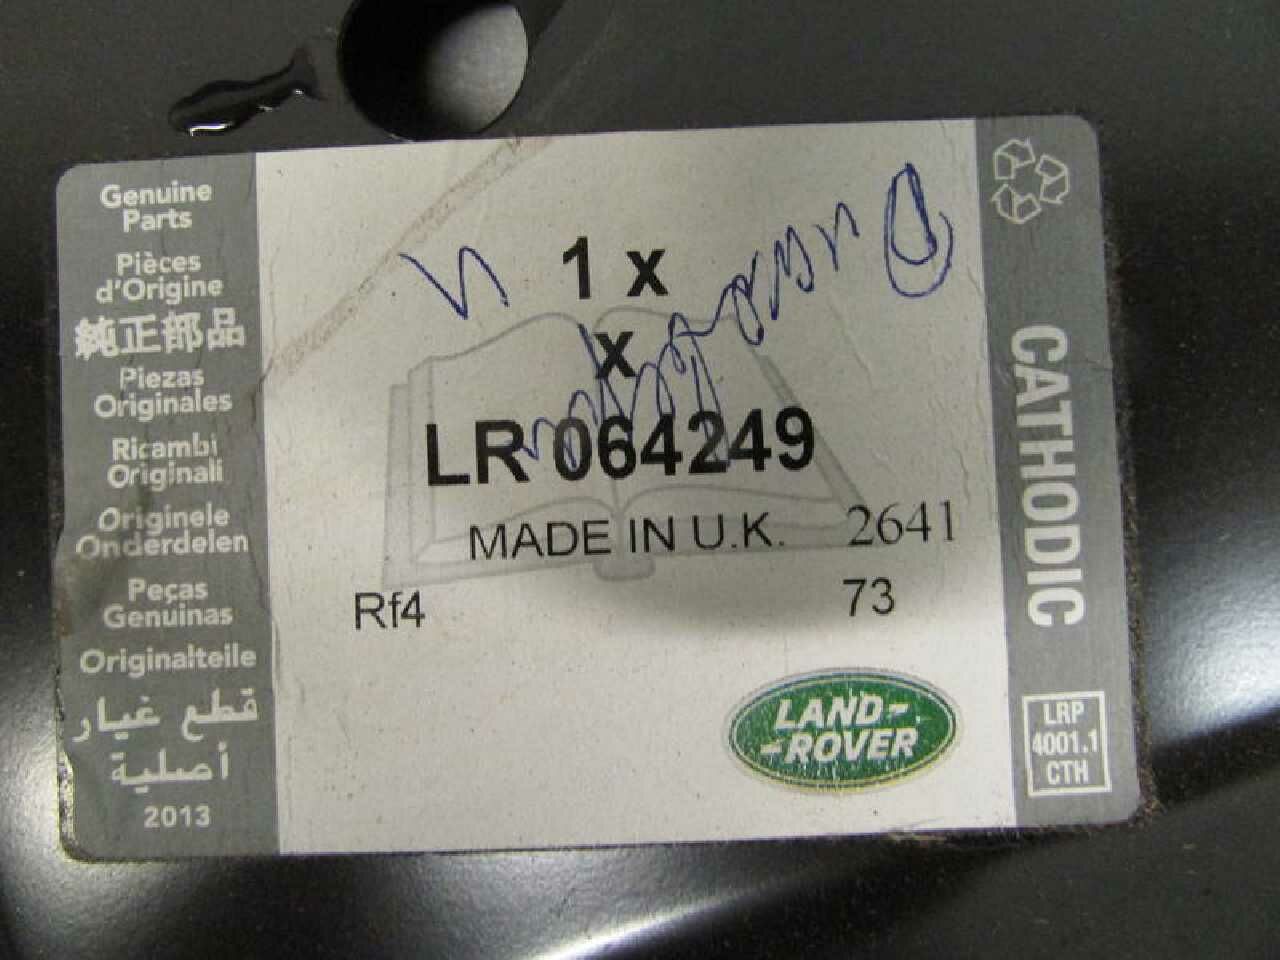 Genuine
Parts
Pièces
d'Origine
純正部品
Piezas
Originales
Ricambi
Originali
Originele
Onderdelen
Peças
Genuinas
Originalteile
قطع غيار
أصلية
2013
1 x
x
LR 064249
MADE IN U.K. 2641
Rf4 73
LAND-
-ROVER
CATHODIC
LRP
4001.1
CTH